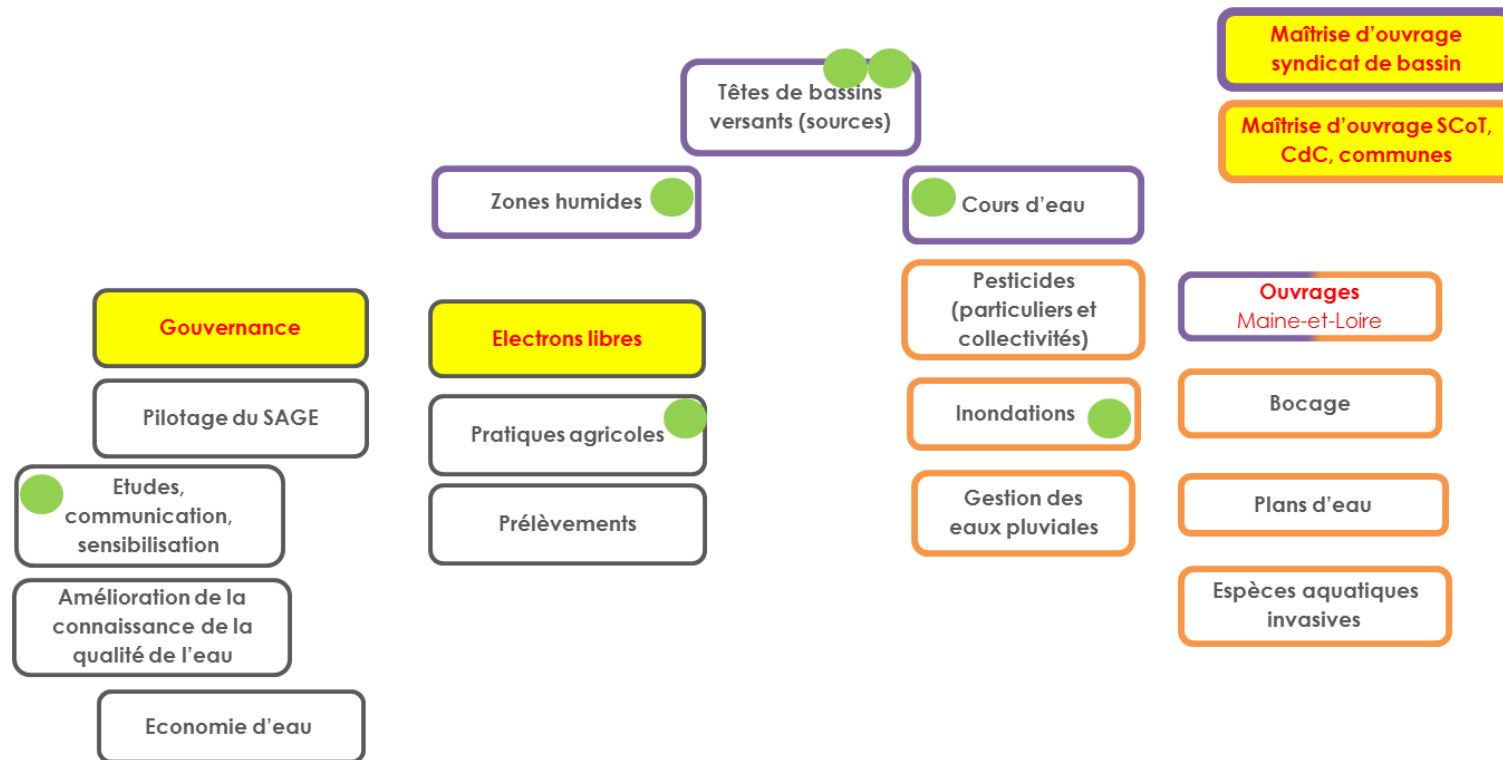 Maîtrise d'ouvrage
syndicat de bassin
Maîtrise d'ouvrage SCoT,
CdC, communes
Têtes de bassins
versants (sources)
Zones humides
Cours d'eau
Gouvernance
Pilotage du SAGE
Etudes,
communication,
sensibilisation
Amélioration de la
connaissance de la
qualité de l'eau
Economie d'eau
Electrons libres
Pratiques agricoles
Prélèvements
Pesticides
(particuliers et
collectivités)
Inondations
Gestion des
eaux pluviales
Ouvrages
Maine-et-Loire
Bocage
Plans d'eau
Espèces aquatiques
invasives